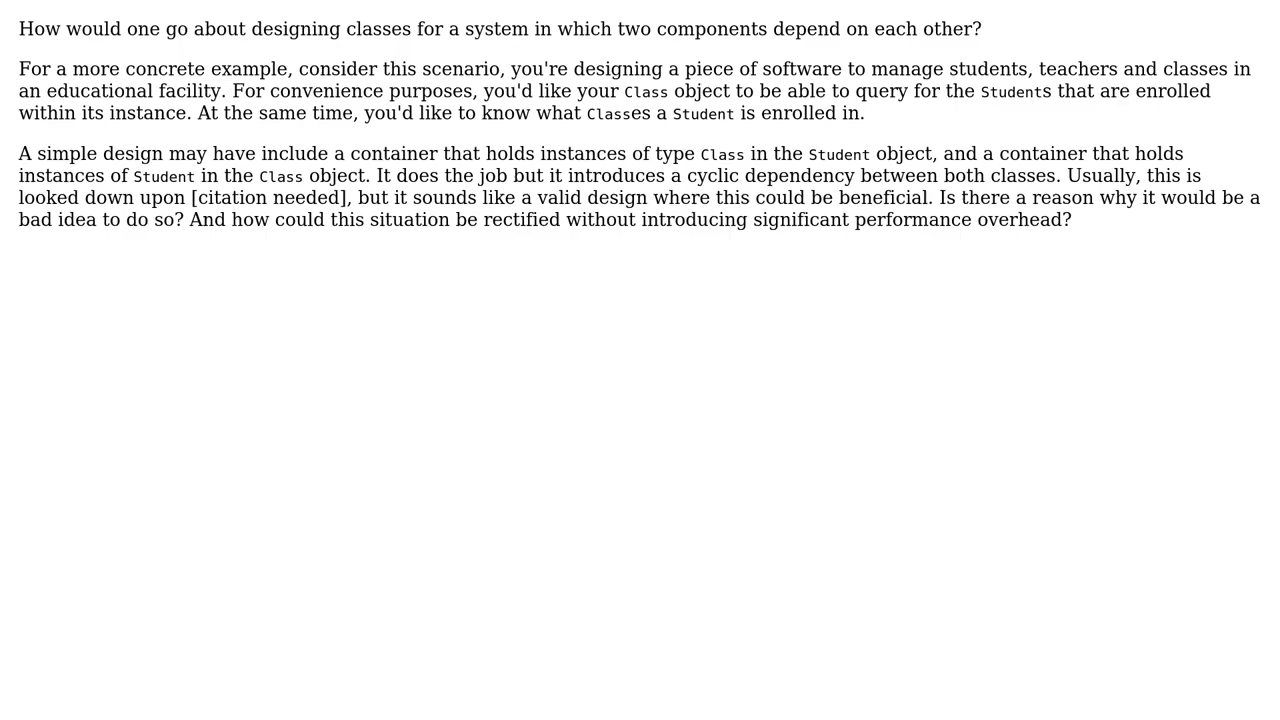 How would one go about designing classes for a system in which two components depend on each other?
For a more concrete example, consider this scenario, you're designing a piece of software to manage students, teachers and classes in
an educational facility. For convenience purposes, you'd like your Class object to be able to query for the Students that are enrolled
within its instance. At the same time, you'd like to know what Classes a Student is enrolled in.
A simple design may have include a container that holds instances of type Class in the Student object, and a container that holds
instances of Student in the Class object. It does the job but it introduces a cyclic dependency between both classes. Usually, this is
looked down upon [citation needed], but it sounds like a valid design where this could be beneficial. Is there a reason why it would be a
bad idea to do so? And how could this situation be rectified without introducing significant performance overhead?